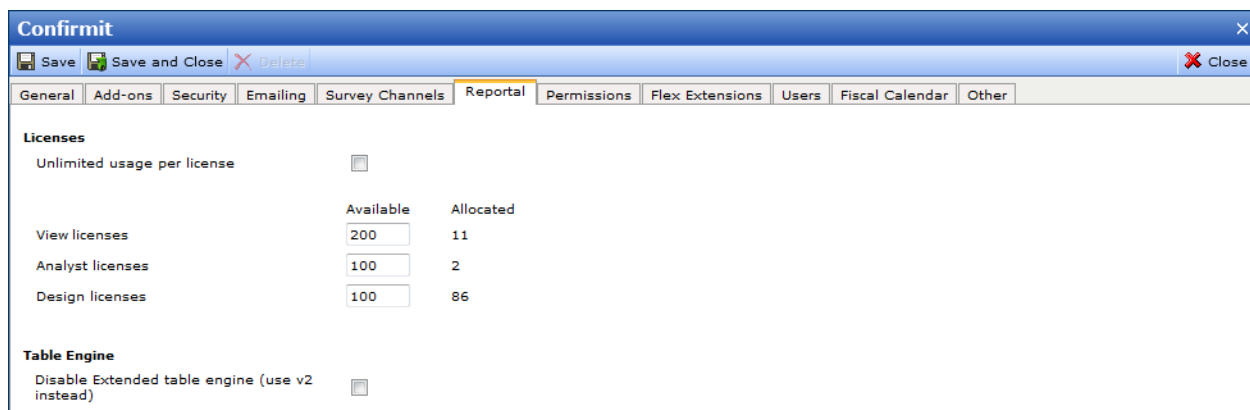 Confirmit
Save Save and Close Delete Close
General Add-ons Security Emailing Survey Channels Reportal Permissions Flex Extensions Users Fiscal Calendar Other
Licenses
Unlimited usage per license
Available Allocated
View licenses 200 11
Analyst licenses 100 2
Design licenses 100 86
Table Engine
Disable Extended table engine (use v2
instead)